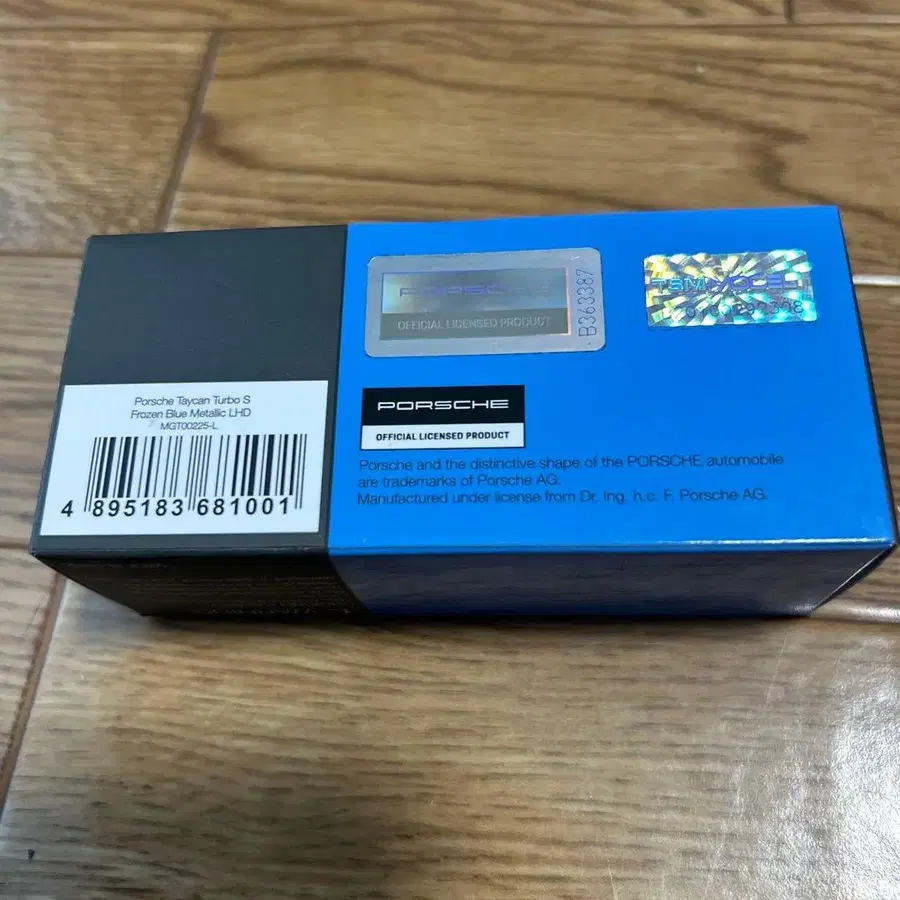 PORSCHE
OFFICIAL LICENSED PRODUCT
B363387
TSM MODEL
Porsche Taycan Turbo S
Frozen Blue Metallic LHD
MGT00225-L
4 895183 681001
PORSCHE
OFFICIAL LICENSED PRODUCT
Porsche and the distinctive shape of the PORSCHE automobile
are trademarks of Porsche AG.
Manufactured under license from Dr. Ing. h.c. F. Porsche AG.